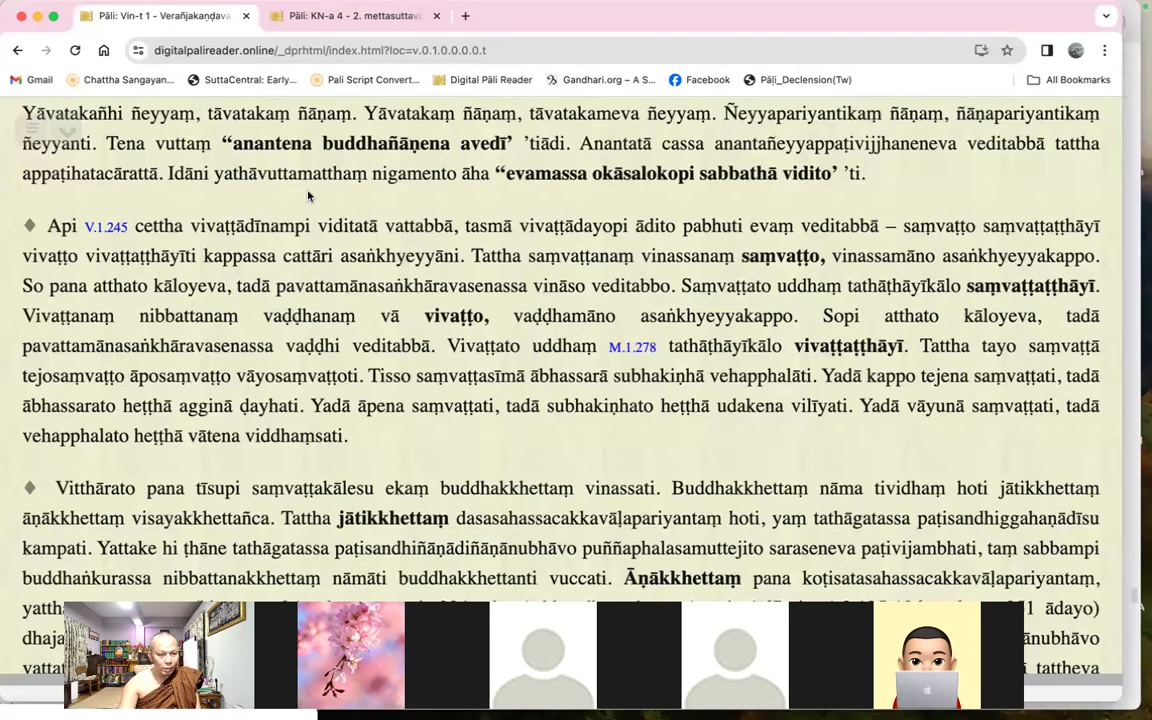 Pāli: Vin-t 1 - Verañjakaṇḍava
Pāli: KN-a 4 - 2. mettasuttav
digitalpalireader.online/_dprhtml/index.html?loc=v.0.1.0.0.0.0.t
Gmail Chattha Sangayan... SuttaCentral: Early... Pali Script Convert... Digital Pāli Reader Gandhari.org – A S... Facebook Pāḷi_Declension(Tw) All Bookmarks
Yāvatakañhi ñeyyaṃ, tāvatakaṃ ñāṇaṃ. Yāvatakaṃ ñāṇaṃ, tāvatakameva ñeyyaṃ. Ñeyyapariyantikaṃ ñāṇaṃ, ñāṇapariyantikaṃ
ñeyyanti. Tena vuttaṃ “anantena buddhañāṇena avedī’ ’tiādi. Anantatā cassa anantañeyyappaṭivijjhaneneva veditabbā tattha
appaṭihatacārattā. Idāni yathāvuttamatthaṃ nigamento āha “evamassa okāsalokopi sabbathā vidito’ ’ti.
Api V.1.245 cettha vivaṭṭādīnampi viditatā vattabbā, tasmā vivaṭṭādayopi ādito pabhuti evaṃ veditabbā – saṃvaṭṭo saṃvaṭṭaṭṭhāyī
vivaṭṭo vivaṭṭaṭṭhāyīti kappassa cattāri asaṅkhyeyyāni. Tattha saṃvaṭṭanaṃ vinassanaṃ saṃvaṭṭo, vinassamāno asaṅkhyeyyakappo.
So pana atthato kāloyeva, tadā pavattamānasaṅkhāravasenassa vināso veditabbo. Saṃvaṭṭato uddhaṃ tathāṭhāyīkālo saṃvaṭṭaṭṭhāyī.
Vivaṭṭanaṃ nibbattanaṃ vaḍḍhanaṃ vā vivaṭṭo, vaḍḍhamāno asaṅkhyeyyakappo. Sopi atthato kāloyeva, tadā
pavattamānasaṅkhāravasenassa vaḍḍhi veditabbā. Vivaṭṭato uddhaṃ M.1.278 tathāṭhāyīkālo vivaṭṭaṭṭhāyī. Tattha tayo saṃvaṭṭā
tejosaṃvaṭṭo āposaṃvaṭṭo vāyosaṃvaṭṭoti. Tisso saṃvaṭṭasīmā ābhassarā subhakiṇhā vehapphalāti. Yadā kappo tejena saṃvaṭṭati, tadā
ābhassarato heṭṭhā agginā ḍayhati. Yadā āpena saṃvaṭṭati, tadā subhakiṇhato heṭṭhā udakena vilīyati. Yadā vāyunā saṃvaṭṭati, tadā
vehapphalato heṭṭhā vātena viddhaṃsati.
Vitthārato pana tīsupi saṃvaṭṭakālesu ekaṃ buddhakkhettaṃ vinassati. Buddhakkhettaṃ nāma tividhaṃ hoti jātikkhettaṃ
āṇākkhettaṃ visayakkhettañca. Tattha jātikkhettaṃ dasasahassacakkavāḷapariyantaṃ hoti, yaṃ tathāgatassa paṭisandhiggahaṇādīsu
kampati. Yattake hi ṭhāne tathāgatassa paṭisandhiñāṇādiñāṇānubhāvo puññaphalasamuttejito saraseneva paṭivijambhati, taṃ sabbampi
buddhaṅkurassa nibbattanakkhettaṃ nāmāti buddhakkhettanti vuccati. Āṇākkhettaṃ pana koṭisatasahassacakkavāḷapariyantaṃ,
yatth 1 ādayo)
dhaja ānubhāvo
vatta tattheva